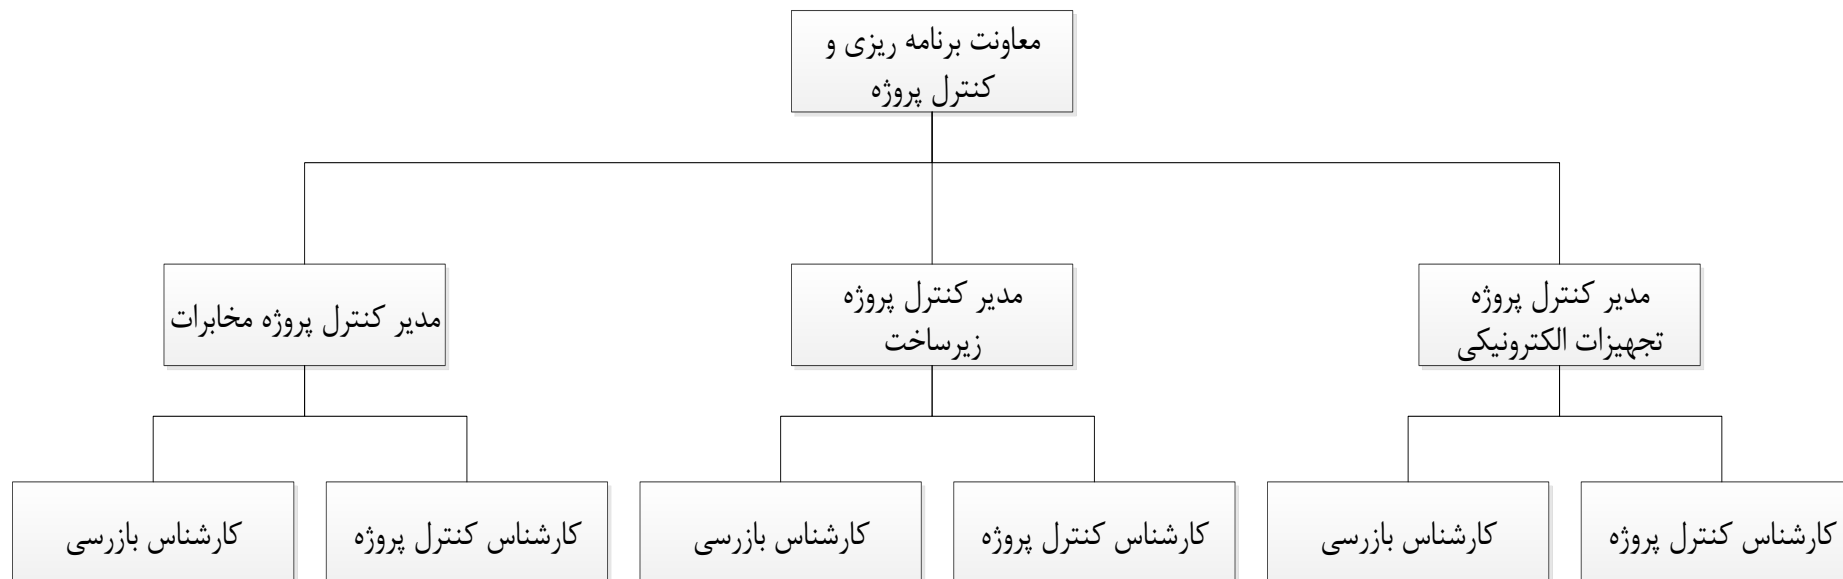 معاونت برنامه ریزی و
کنترل پروژه
مدیر کنترل پروژه
تجهیزات الکترونیکی
مدیر کنترل پروژه
زیرساخت
مدیر کنترل پروژه مخابرات
کارشناس کنترل پروژه
کارشناس بازرسی
کارشناس کنترل پروژه
کارشناس بازرسی
کارشناس کنترل پروژه
کارشناس بازرسی